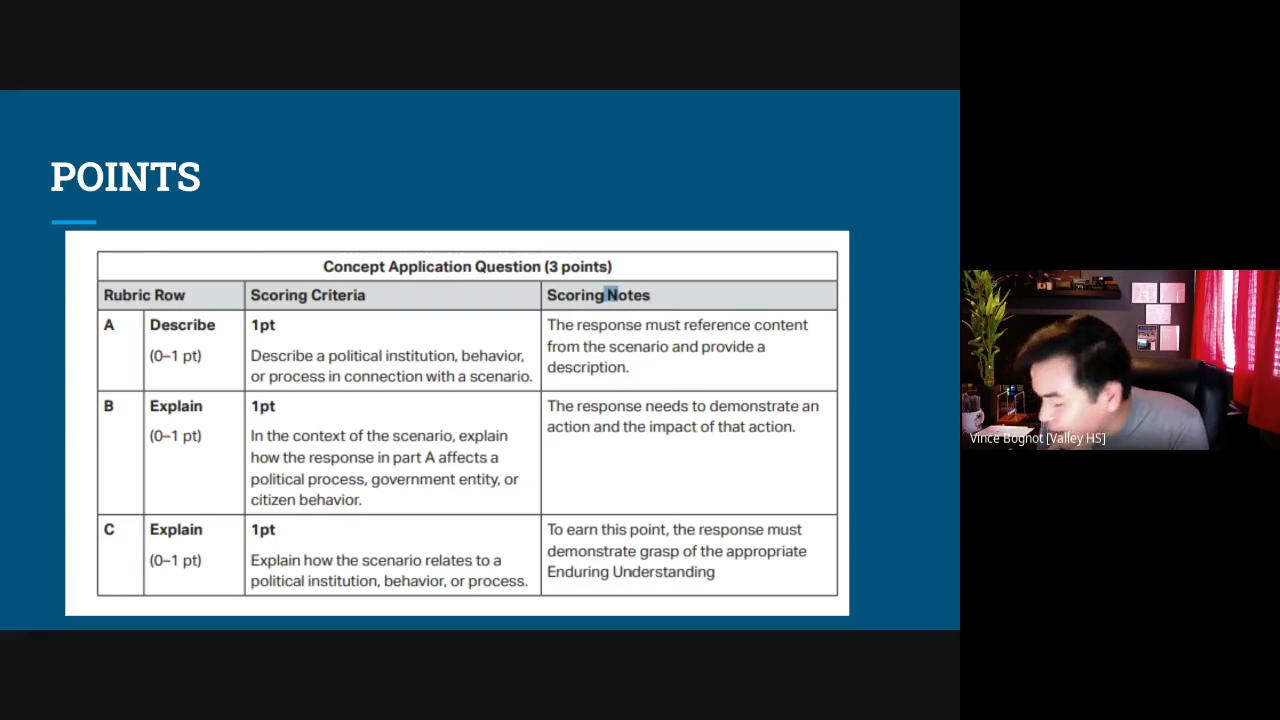 POINTS
Concept Application Question (3 points)
Rubric Row
Scoring Criteria
Scoring Notes
A
Describe
(0–1 pt)
1pt
Describe a political institution, behavior,
or process in connection with a scenario.
The response must reference content
from the scenario and provide a
description.
B
Explain
(0–1 pt)
1pt
In the context of the scenario, explain
how the response in part A affects a
political process, government entity, or
citizen behavior.
The response needs to demonstrate an
action and the impact of that action.
C
Explain
(0–1 pt)
1pt
Explain how the scenario relates to a
political institution, behavior, or process.
To earn this point, the response must
demonstrate grasp of the appropriate
Enduring Understanding
Vince Bognot [Valley HS]